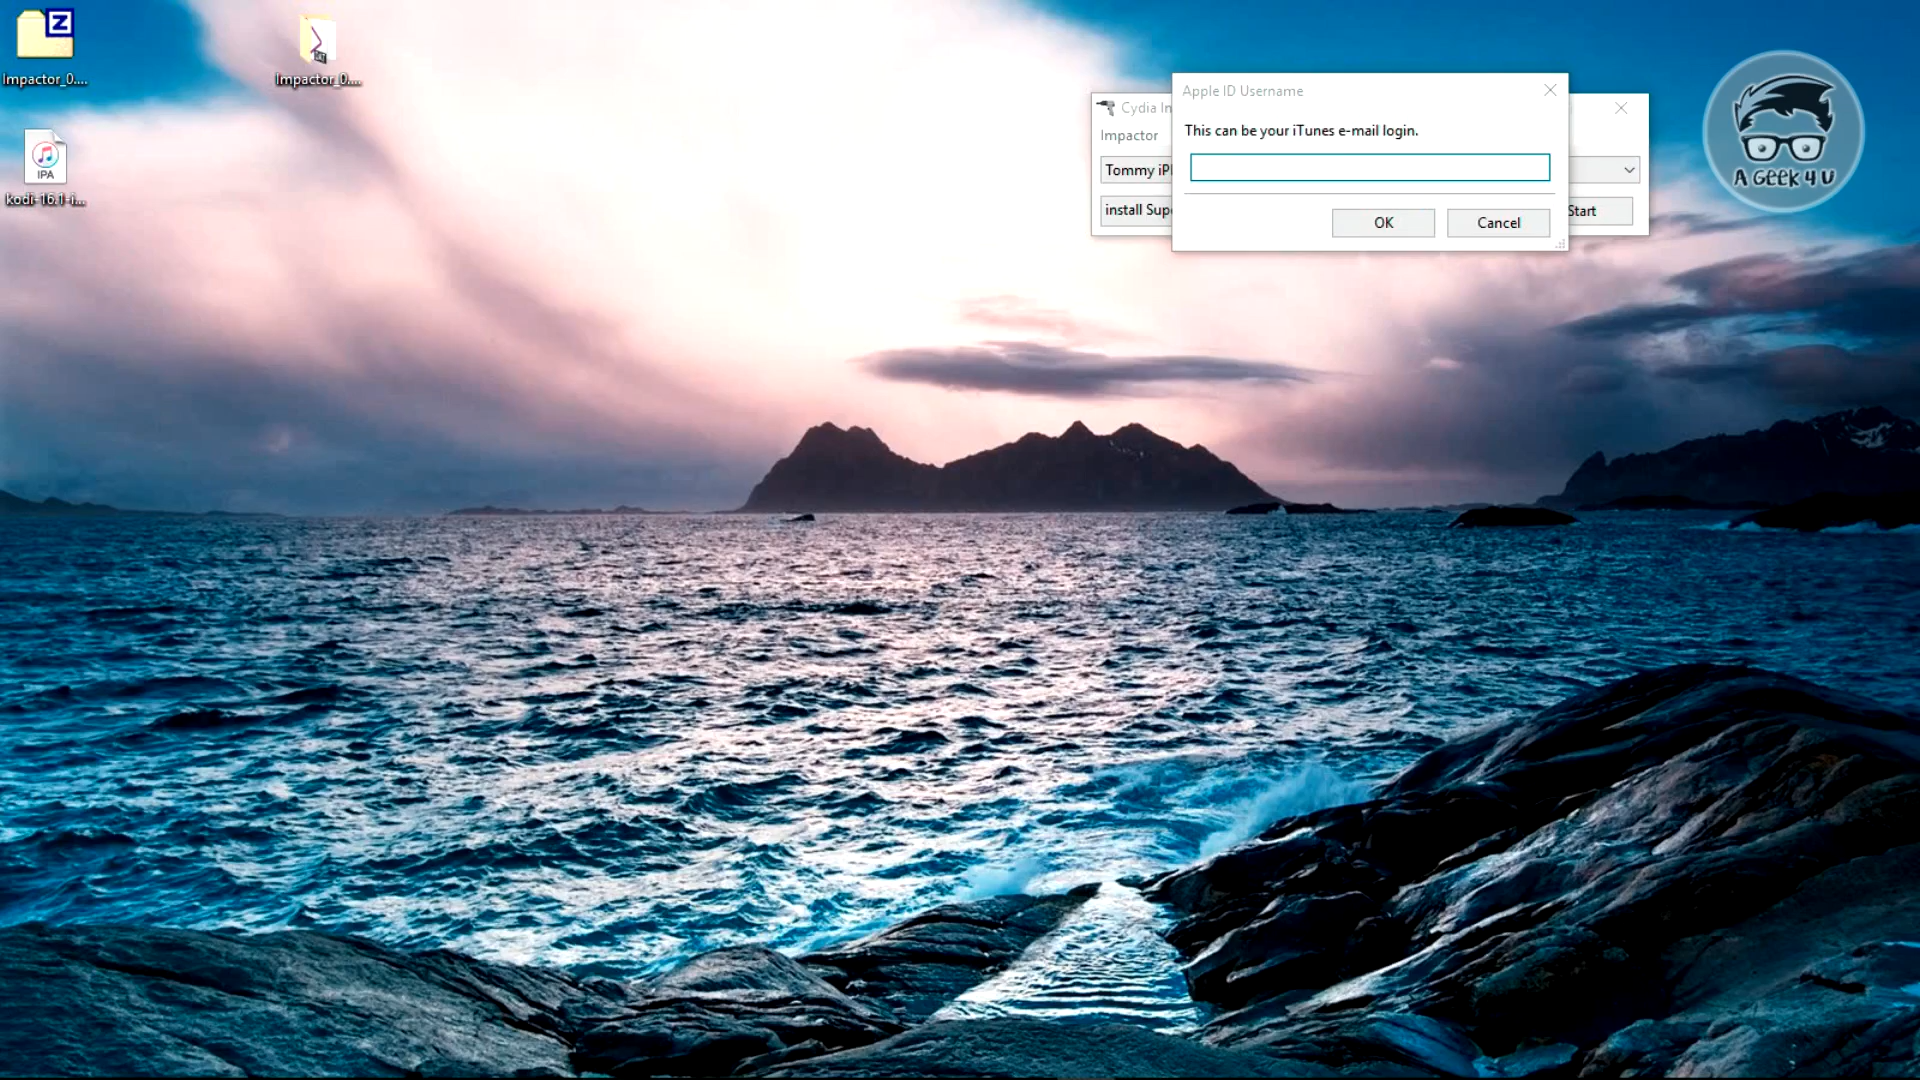 Impactor_0....
Impactor_0....
IPA
kodi-16.1-i...
Cydia In
Impactor
Tommy iP
install Sup
Start
Apple ID Username
This can be your iTunes e-mail login.
OK
Cancel
A GEEK 4 U